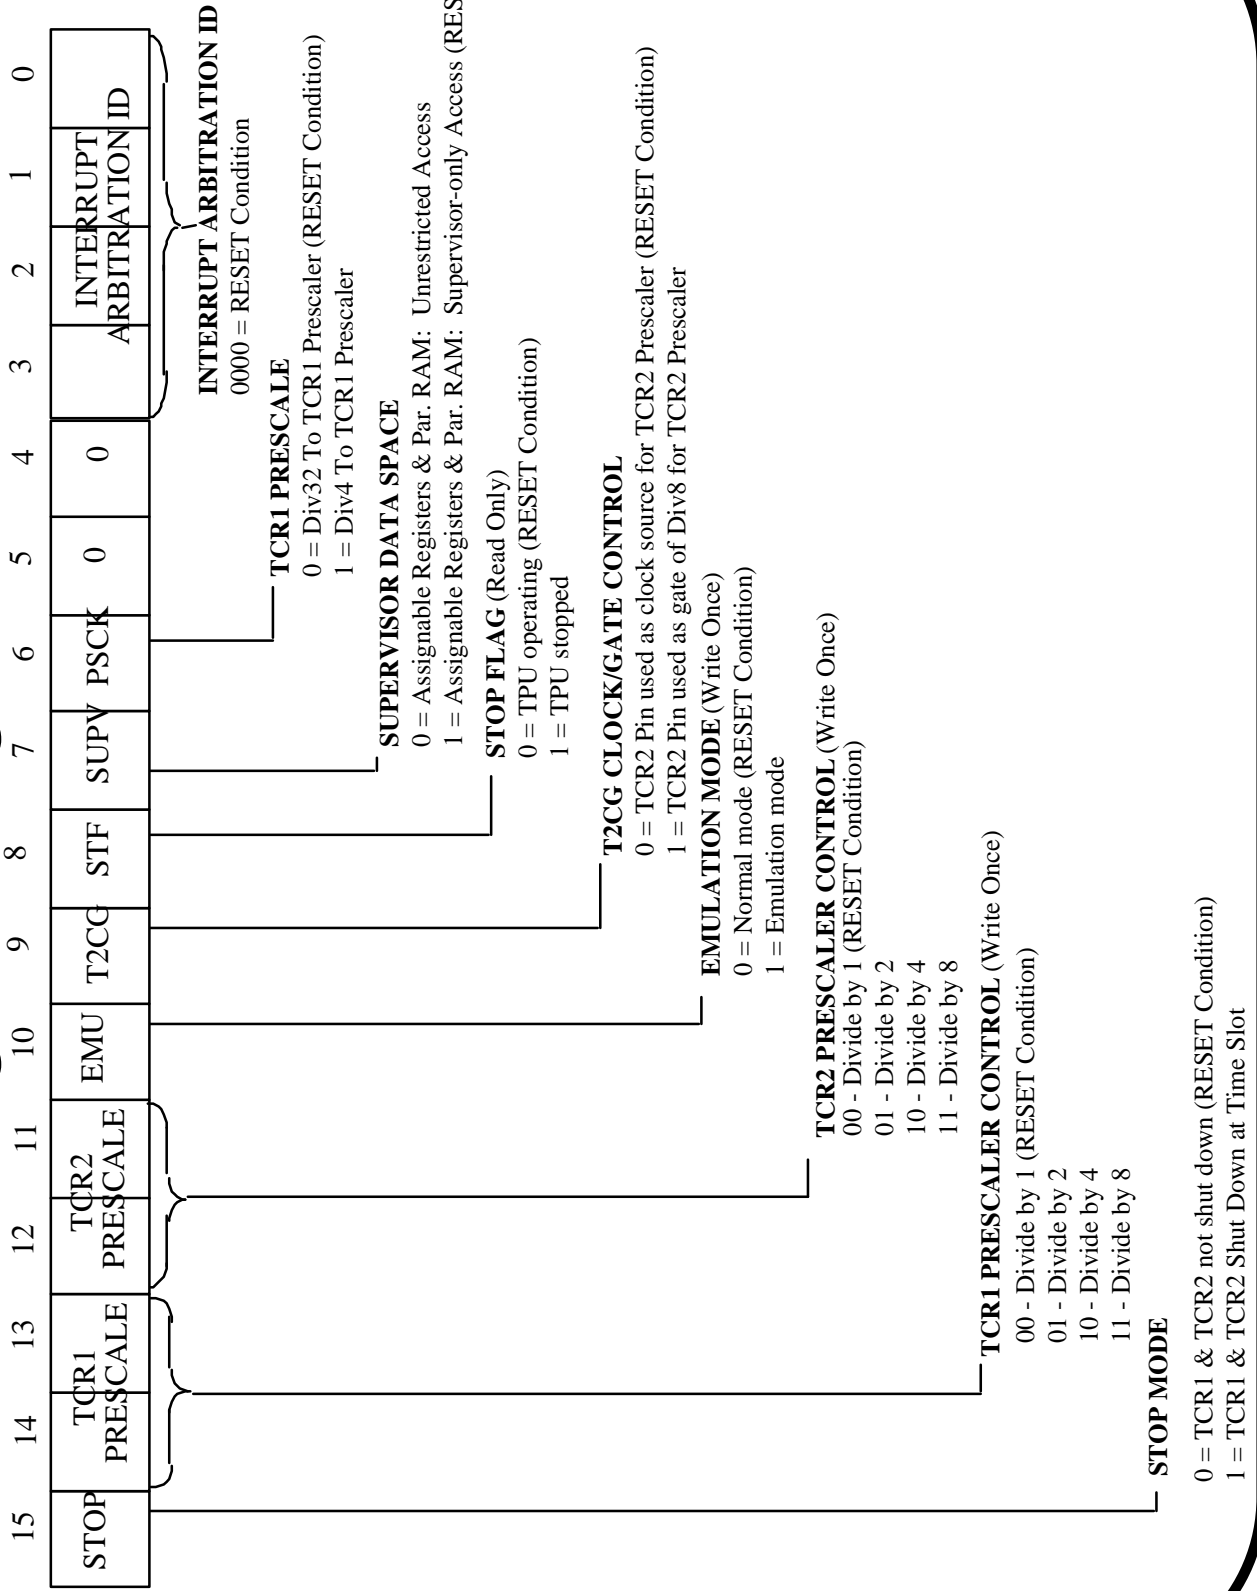 15 14 13 12 11 10 9 8 7 6 5 4 3 2 1 0
STOP
TCR1
PRESCALE
TCR2
PRESCALE
EMU
T2CG
STF
SUPV
PSCK
0
0
INTERRUPT
ARBITRATION ID
INTERRUPT ARBITRATION ID
0000 = RESET Condition
TCR1 PRESCALE
0 = Div32 To TCR1 Prescaler (RESET Condition)
1 = Div4 To TCR1 Prescaler
SUPERVISOR DATA SPACE
0 = Assignable Registers & Par. RAM: Unrestricted Access
1 = Assignable Registers & Par. RAM: Supervisor-only Access (RES
STOP FLAG (Read Only)
0 = TPU operating (RESET Condition)
1 = TPU stopped
T2CG CLOCK/GATE CONTROL
0 = TCR2 Pin used as clock source for TCR2 Prescaler (RESET Condition)
1 = TCR2 Pin used as gate of Div8 for TCR2 Prescaler
EMULATION MODE (Write Once)
0 = Normal mode (RESET Condition)
1 = Emulation mode
TCR2 PRESCALER CONTROL (Write Once)
00 - Divide by 1 (RESET Condition)
01 - Divide by 2
10 - Divide by 4
11 - Divide by 8
TCR1 PRESCALER CONTROL (Write Once)
00 - Divide by 1 (RESET Condition)
01 - Divide by 2
10 - Divide by 4
11 - Divide by 8
STOP MODE
0 = TCR1 & TCR2 not shut down (RESET Condition)
1 = TCR1 & TCR2 Shut Down at Time Slot